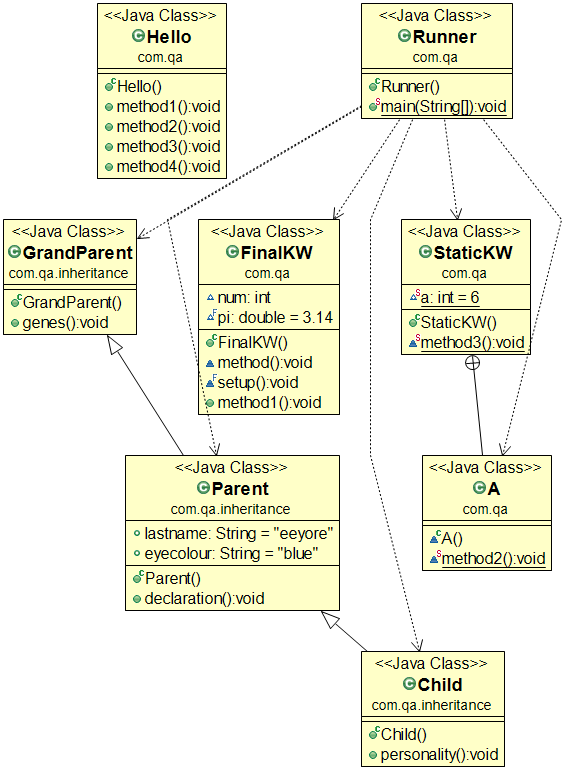 <<Java Class>>
Hello
com.qa
Hello()
method1():void
method2():void
method3():void
method4():void
<<Java Class>>
Runner
com.qa
Runner()
main(String[]):void
<<Java Class>>
GrandParent
com.qa.inheritance
GrandParent()
genes():void
<<Java Class>>
FinalKW
com.qa
num: int
pi: double = 3.14
FinalKW()
method():void
setup():void
method1():void
<<Java Class>>
StaticKW
com.qa
a: int = 6
StaticKW()
method3():void
<<Java Class>>
Parent
com.qa.inheritance
lastname: String = "eeyore"
eyecolour: String = "blue"
Parent()
declaration():void
<<Java Class>>
A
com.qa
A()
method2():void
<<Java Class>>
Child
com.qa.inheritance
Child()
personality():void